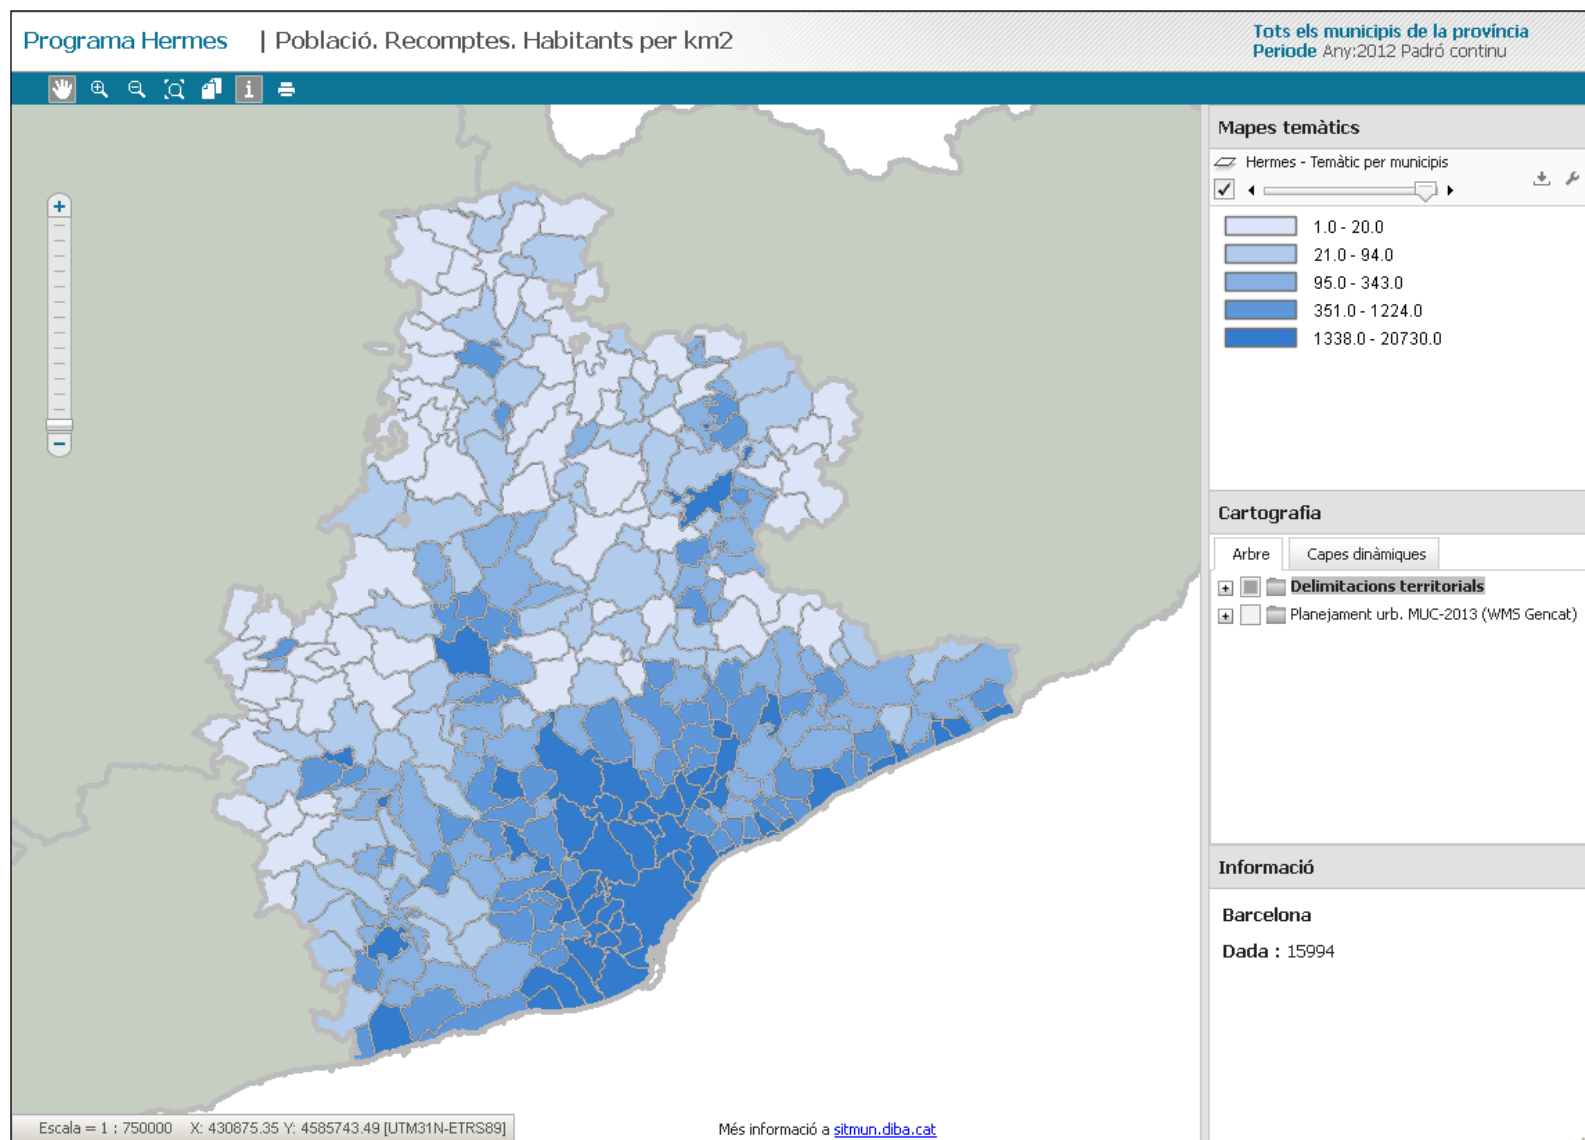 Programa Hermes | Població. Recomptes. Habitants per km2
Tots els municipis de la província
Periode Any:2012 Padró continu
Mapes temàtics
Hermes - Temàtic per municipis
1.0 - 20.0
21.0 - 94.0
95.0 - 343.0
351.0 - 1224.0
1338.0 - 20730.0
Cartografia
Arbre Capes dinàmiques
Delimitacions territorials
Planejament urb. MUC-2013 (WMS Gencat)
Informació
Barcelona
Dada : 15994
Escala = 1 : 750000 X: 430875.35 Y: 4585743.49 [UTM31N-ETRS89]
Més informació a sitmun.diba.cat